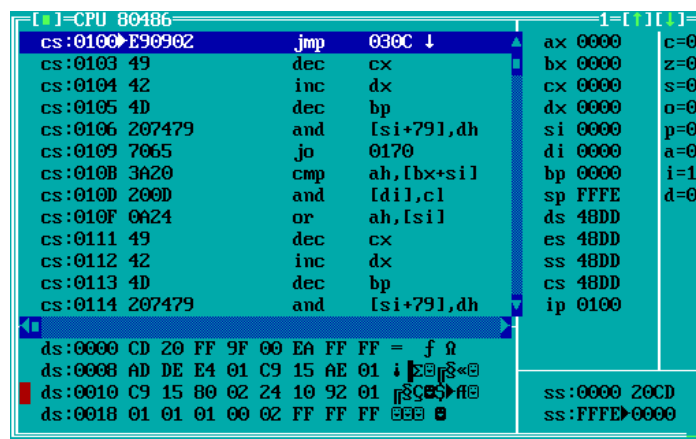 [■]=CPU 80486 1=[↑][↓]=
cs:0100►E90902 jmp 030C ↓ ax 0000 c=0
cs:0103 49 dec cx bx 0000 z=0
cs:0104 42 inc dx cx 0000 s=0
cs:0105 4D dec bp dx 0000 o=0
cs:0106 207479 and [si+79],dh si 0000 p=0
cs:0109 7065 jo 0170 di 0000 a=0
cs:010B 3A20 cmp ah,[bx+si] bp 0000 i=1
cs:010D 200D and [di],cl sp FFFE d=0
cs:010F 0A24 or ah,[si] ds 48DD
cs:0111 49 dec cx es 48DD
cs:0112 42 inc dx ss 48DD
cs:0113 4D dec bp cs 48DD
cs:0114 207479 and [si+79],dh ip 0100
ds:0000 CD 20 FF 9F 00 EA FF FF = ƒ Ω
ds:0008 AD DE E4 01 C9 15 AE 01 ¡▐Σ☺╔§«☺
ds:0010 C9 15 80 02 24 10 92 01 ╔§Ç☻$►Æ☺ ss:0000 20CD
ds:0018 01 01 01 00 02 FF FF FF ☺☺☺ ☻ ss:FFFE►0000